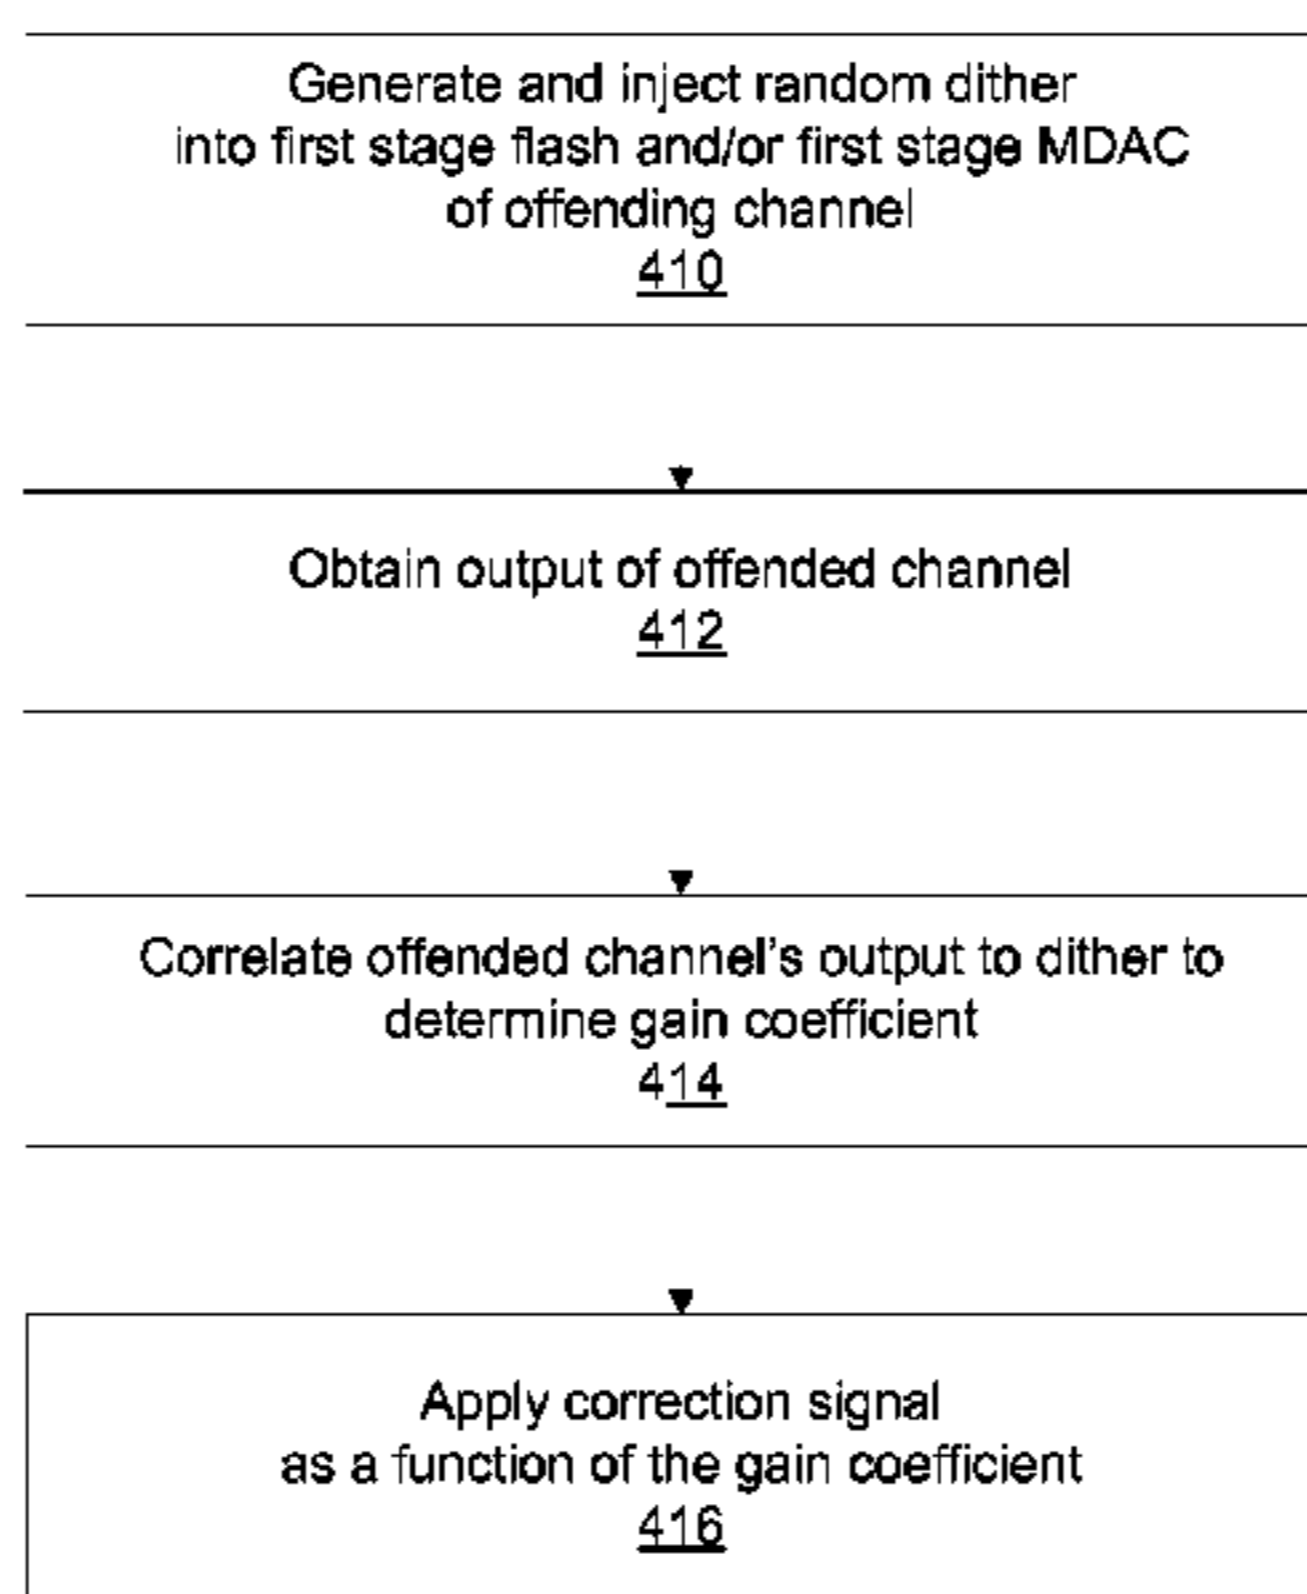 Generate and inject random dither
into first stage flash and/or first stage MDAC
of offending channel
410
Obtain output of offended channel
412
Correlate offended channel's output to dither to
determine gain coefficient
414
Apply correction signal
as a function of the gain coefficient
416